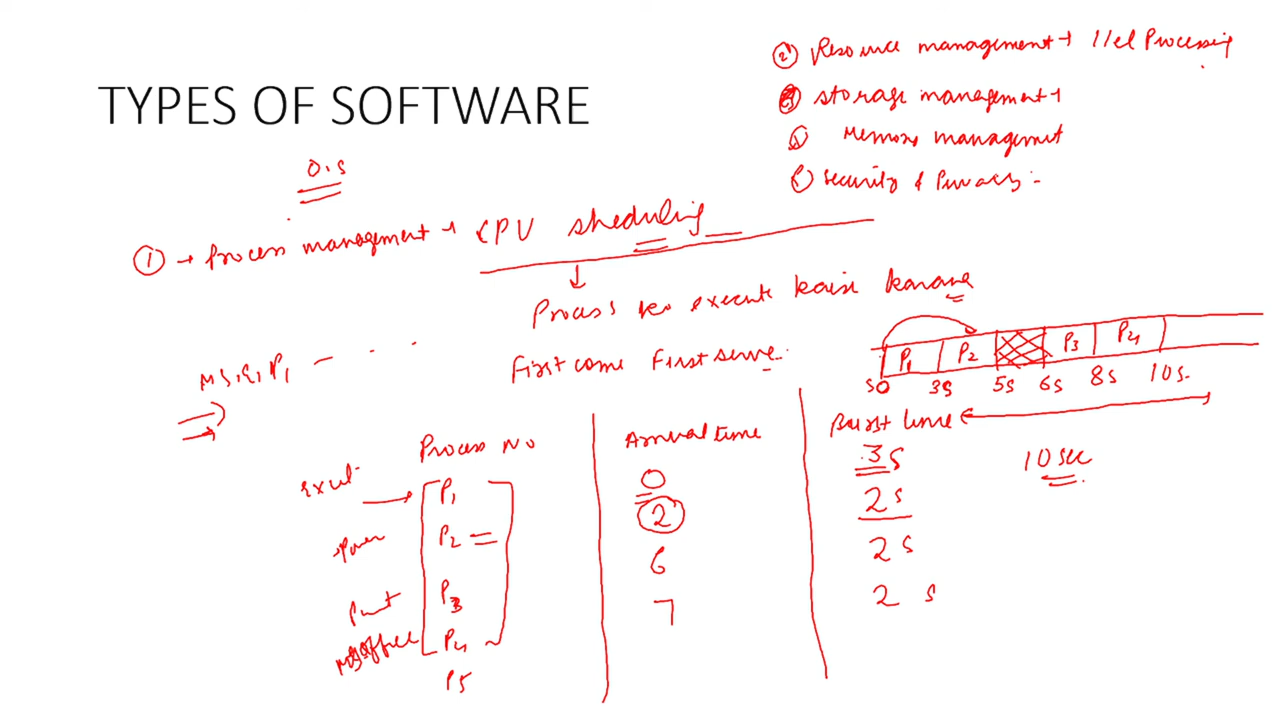 ② Resource management → 11el Processing
③ storage management →
TYPES OF SOFTWARE
Memory management
O.S
security & Privacy :-
① → Process management → CPU sheduling
↓
Process ko execute kaise karana
First come First serve..
P1 P2 P3 P4
0 3s 5s 6s 8s 10s.
Process No Arrival time Burst time
P1 0 3s 10 sec
P2 = 2 2s
P3 6 2s
P4 7 2 s
P5